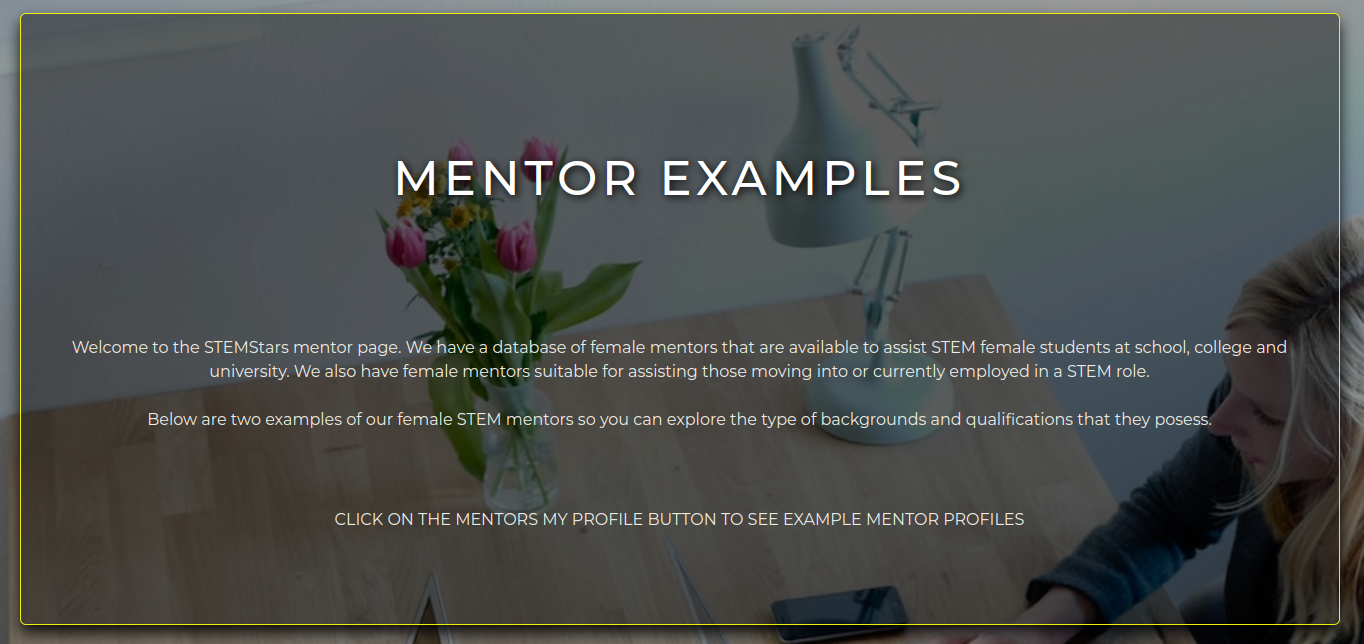 MENTOR EXAMPLES
Welcome to the STEMStars mentor page. We have a database of female mentors that are available to assist STEM female students at school, college and
university. We also have female mentors suitable for assisting those moving into or currently employed in a STEM role.
Below are two examples of our female STEM mentors so you can explore the type of backgrounds and qualifications that they posess.
CLICK ON THE MENTORS MY PROFILE BUTTON TO SEE EXAMPLE MENTOR PROFILES